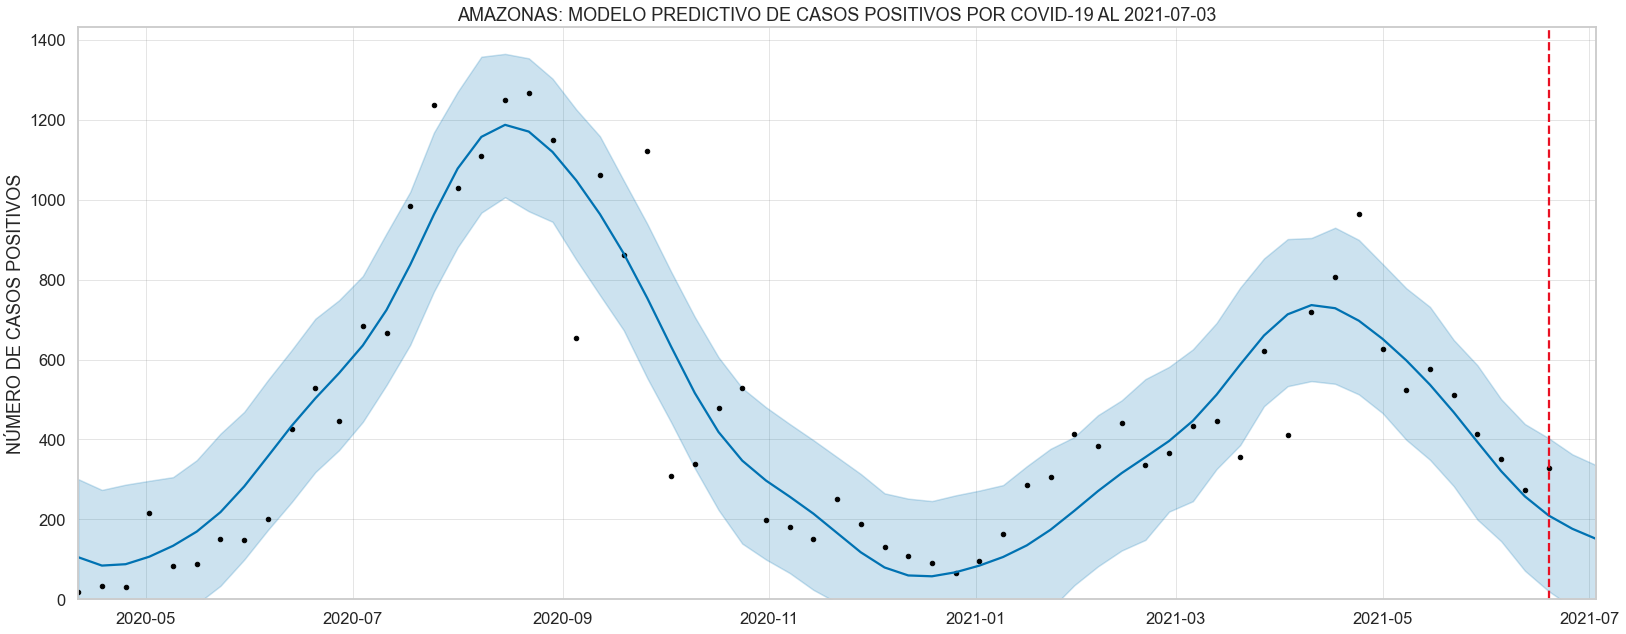 AMAZONAS: MODELO PREDICTIVO DE CASOS POSITIVOS POR COVID-19 AL 2021-07-03
NÚMERO DE CASOS POSITIVOS
1400
1200
1000
800
600
400
200
0
2020-05 2020-07 2020-09 2020-11 2021-01 2021-03 2021-05 2021-07